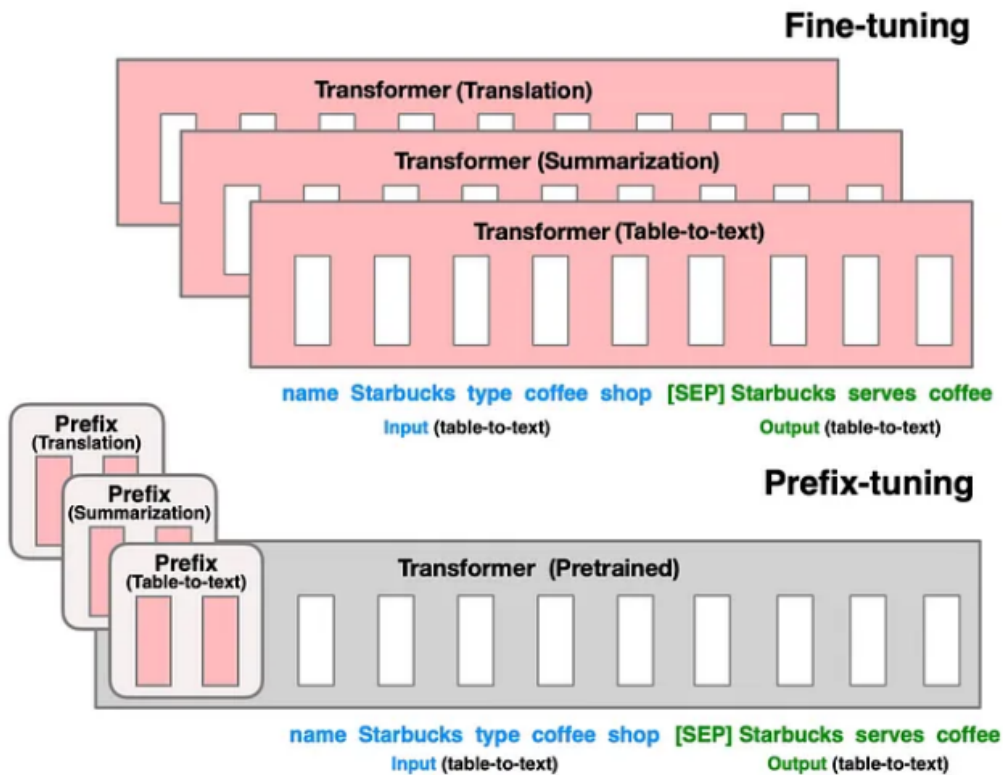 Fine-tuning
Transformer (Translation)
Transformer (Summarization)
Transformer (Table-to-text)
name Starbucks type coffee shop [SEP] Starbucks serves coffee
Input (table-to-text) Output (table-to-text)
Prefix
(Translation)
Prefix-tuning
Prefix
(Summarization)
Prefix
(Table-to-text)
Transformer (Pretrained)
name Starbucks type coffee shop [SEP] Starbucks serves coffee
Input (table-to-text) Output (table-to-text)